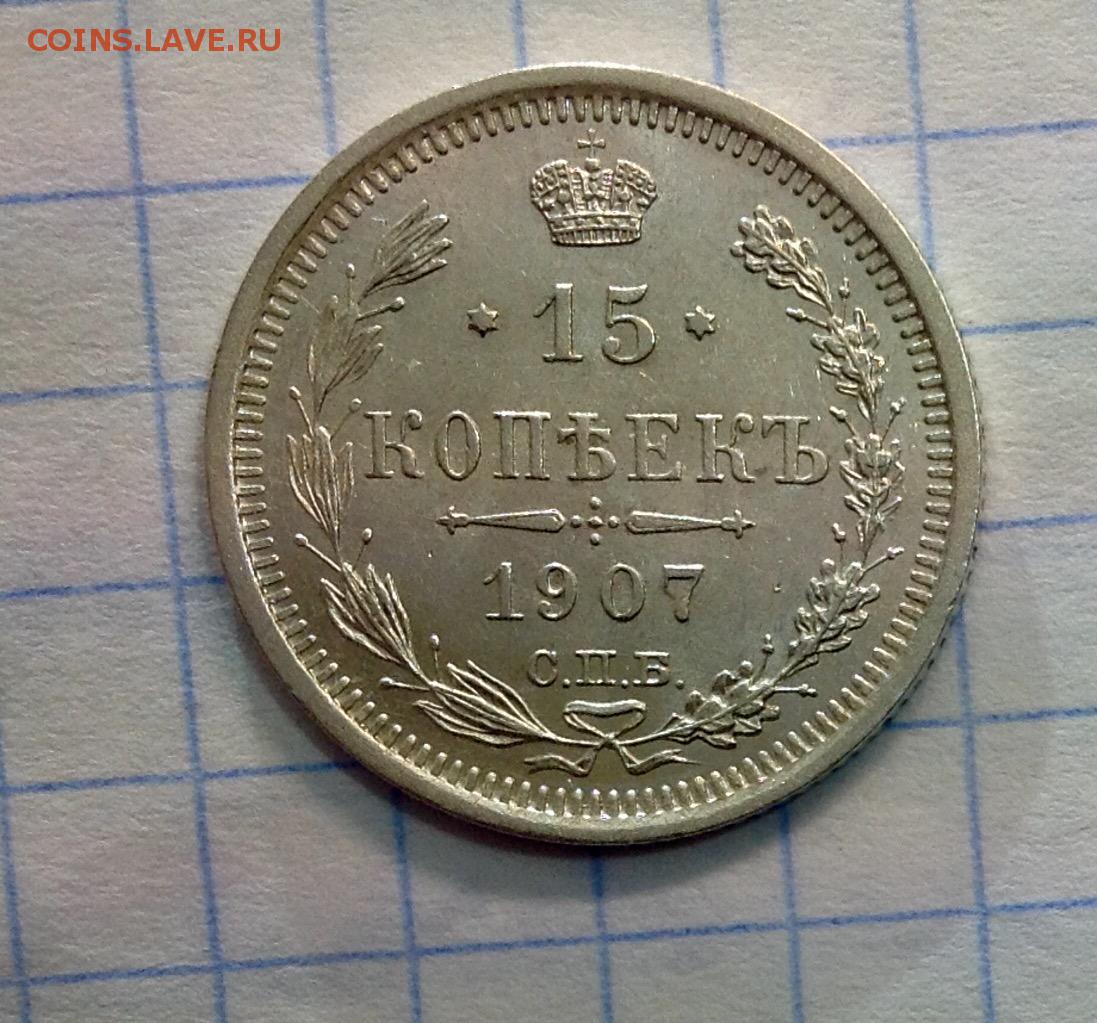 COINS.LAVE.RU
15
КОПѢЕКЪ
1907
С.П.Б.